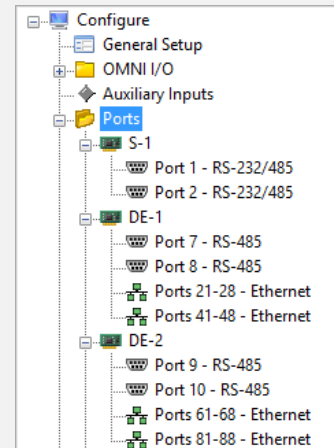 Configure
General Setup
OMNI I/O
Auxiliary Inputs
Ports
S-1
Port 1 - RS-232/485
Port 2 - RS-232/485
DE-1
Port 7 - RS-485
Port 8 - RS-485
Ports 21-28 - Ethernet
Ports 41-48 - Ethernet
DE-2
Port 9 - RS-485
Port 10 - RS-485
Ports 61-68 - Ethernet
Ports 81-88 - Ethernet